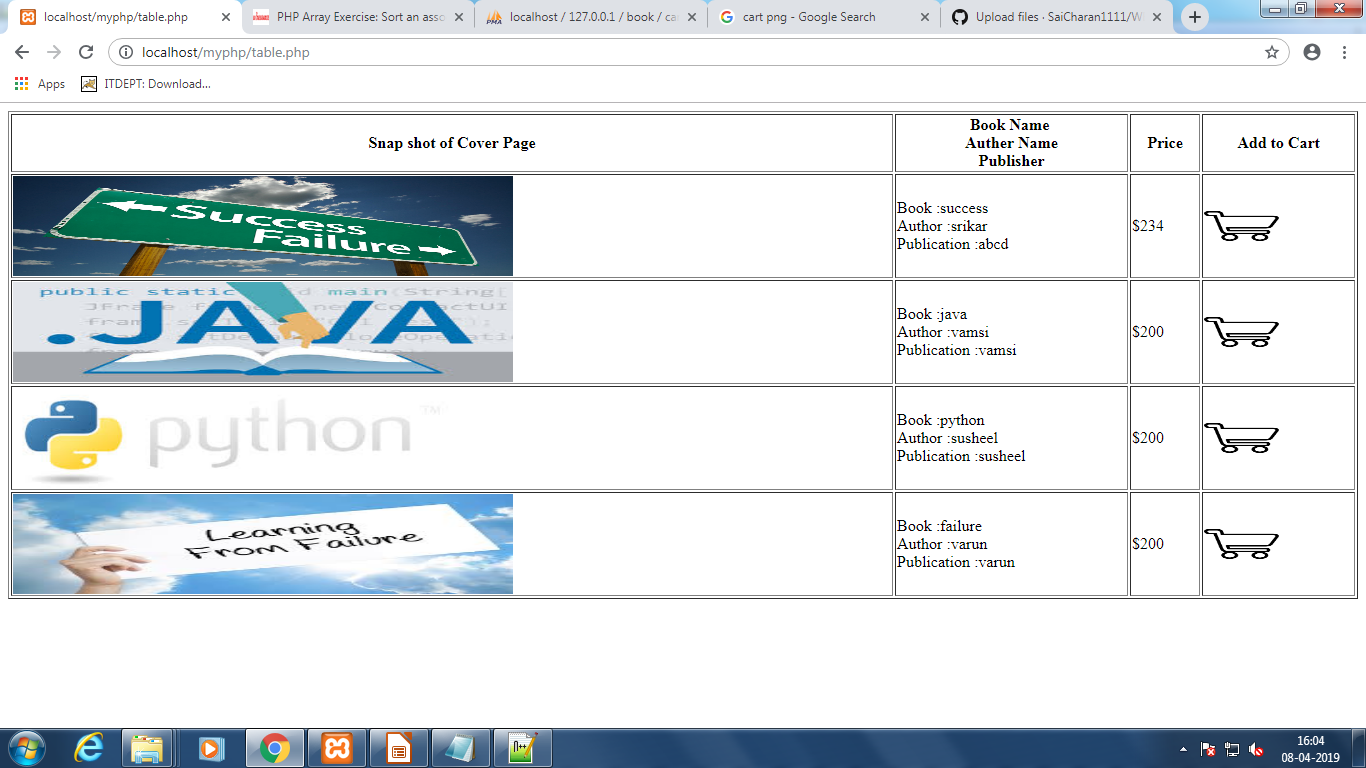 localhost/myphp/table.php
PHP Array Exercise: Sort an asso
localhost / 127.0.0.1 / book / ca
cart png - Google Search
Upload files · SaiCharan1111/W
localhost/myphp/table.php
Apps
ITDEPT: Download...
Snap shot of Cover Page
Book Name
Auther Name
Publisher
Price
Add to Cart
Success
Failure
Book :success
Author :srikar
Publication :abcd
$234
public static
main(String[
.JAVA
Book :java
Author :vamsi
Publication :vamsi
$200
python
TM
Book :python
Author :susheel
Publication :susheel
$200
Learning
From Failure
Book :failure
Author :varun
Publication :varun
$200
16:04
08-04-2019